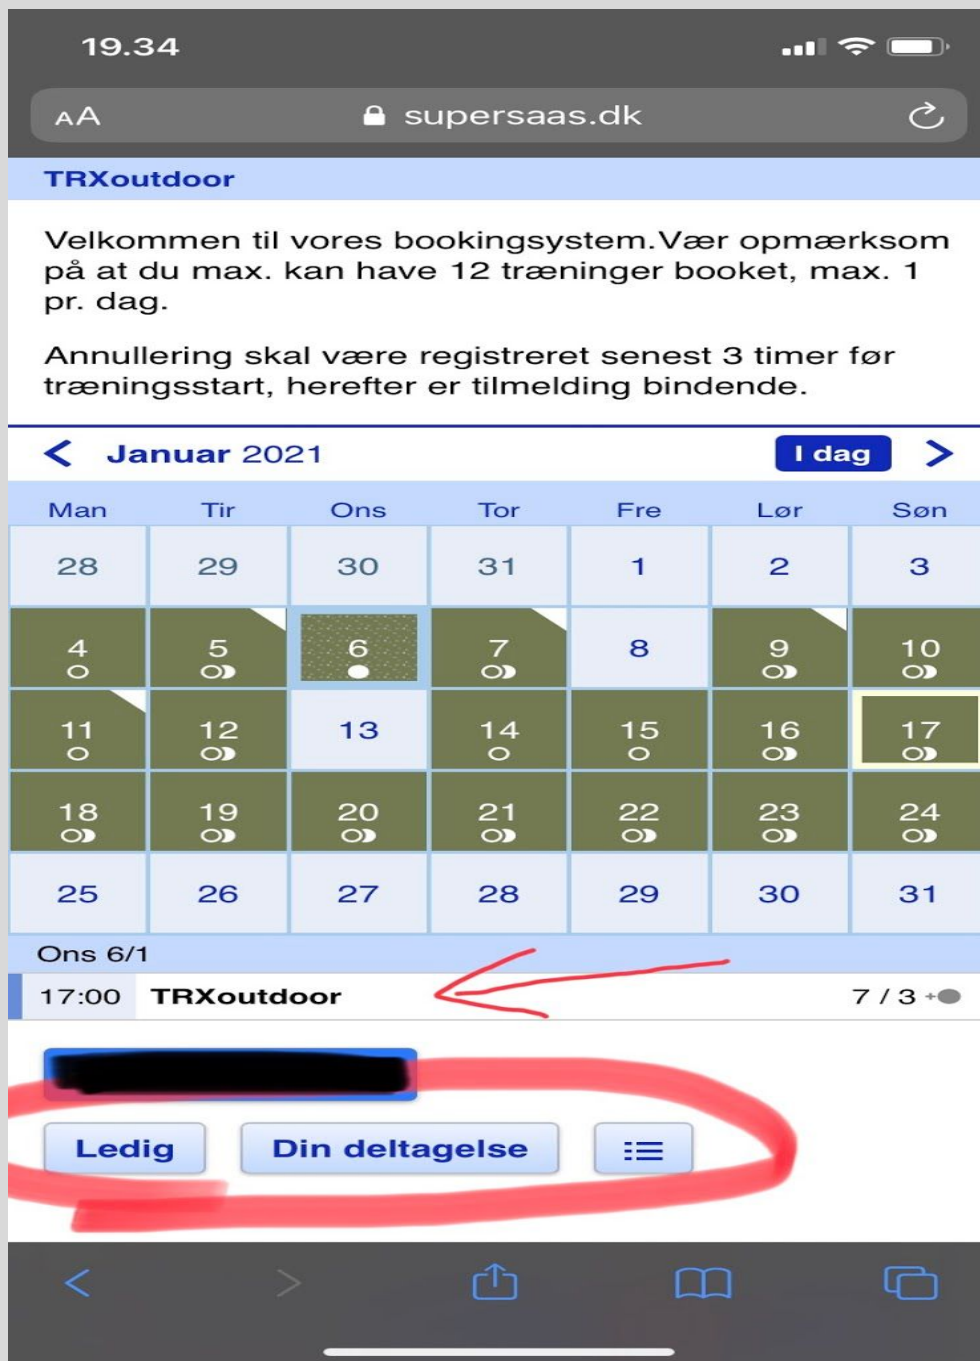 19.34
AA supersaas.dk
TRXoutdoor
Velkommen til vores bookingsystem.Vær opmærksom
på at du max. kan have 12 træninger booket, max. 1
pr. dag.
Annullering skal være registreret senest 3 timer før
træningsstart, herefter er tilmelding bindende.
Januar 2021 I dag
Man Tir Ons Tor Fre Lør Søn
28 29 30 31 1 2 3
4 5 6 7 8 9 10
11 12 13 14 15 16 17
18 19 20 21 22 23 24
25 26 27 28 29 30 31
Ons 6/1
17:00 TRXoutdoor 7 / 3 +
Ledig Din deltagelse